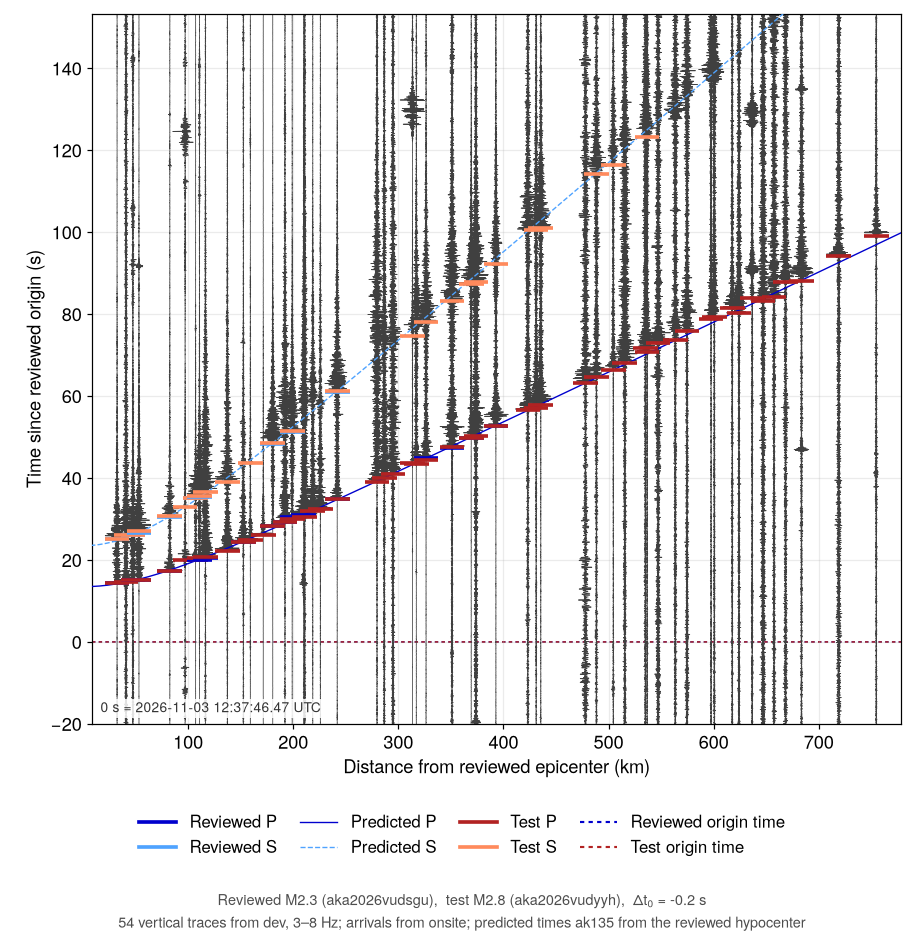 140
120
100
80
60
40
20
0
−20
Time since reviewed origin (s)
0 s = 2026-11-03 12:37:46.47 UTC
100 200 300 400 500 600 700
Distance from reviewed epicenter (km)
Reviewed P Predicted P Test P Reviewed origin time
Reviewed S Predicted S Test S Test origin time
Reviewed M2.3 (aka2026vudsgu), test M2.8 (aka2026vudyyh), Δt₀ = -0.2 s
54 vertical traces from dev, 3–8 Hz; arrivals from onsite; predicted times ak135 from the reviewed hypocenter